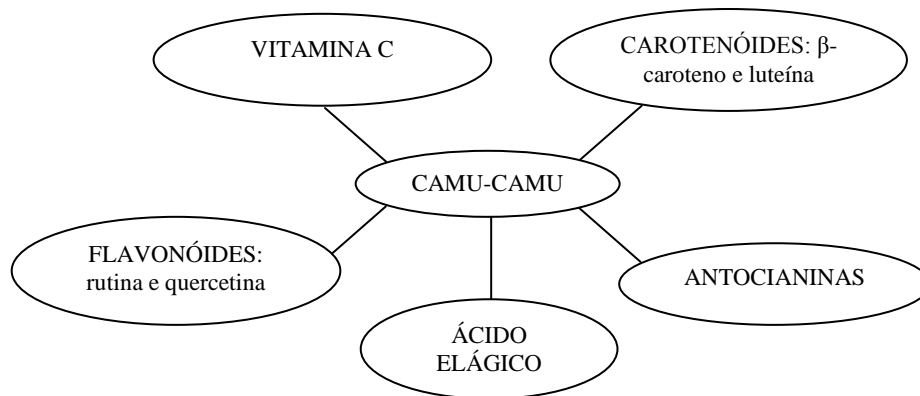 VITAMINA C
CAROTENÓIDES: β-
caroteno e luteína
CAMU-CAMU
FLAVONÓIDES:
rutina e quercetina
ANTOCIANINAS
ÁCIDO
ELÁGICO